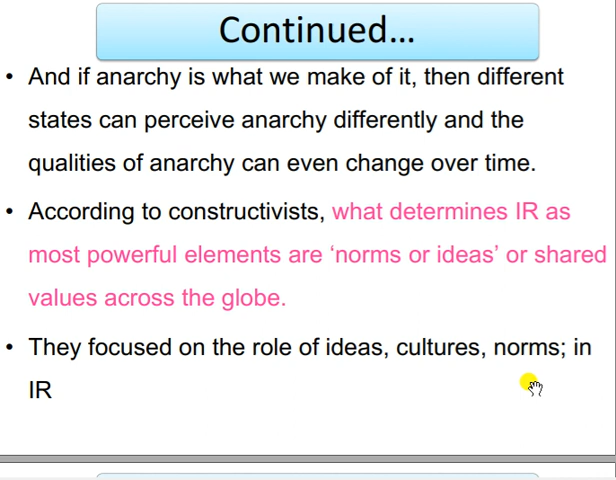 Continued…
• And if anarchy is what we make of it, then different
states can perceive anarchy differently and the
qualities of anarchy can even change over time.
• According to constructivists, what determines IR as
most powerful elements are ‘norms or ideas’ or shared
values across the globe.
• They focused on the role of ideas, cultures, norms; in
IR